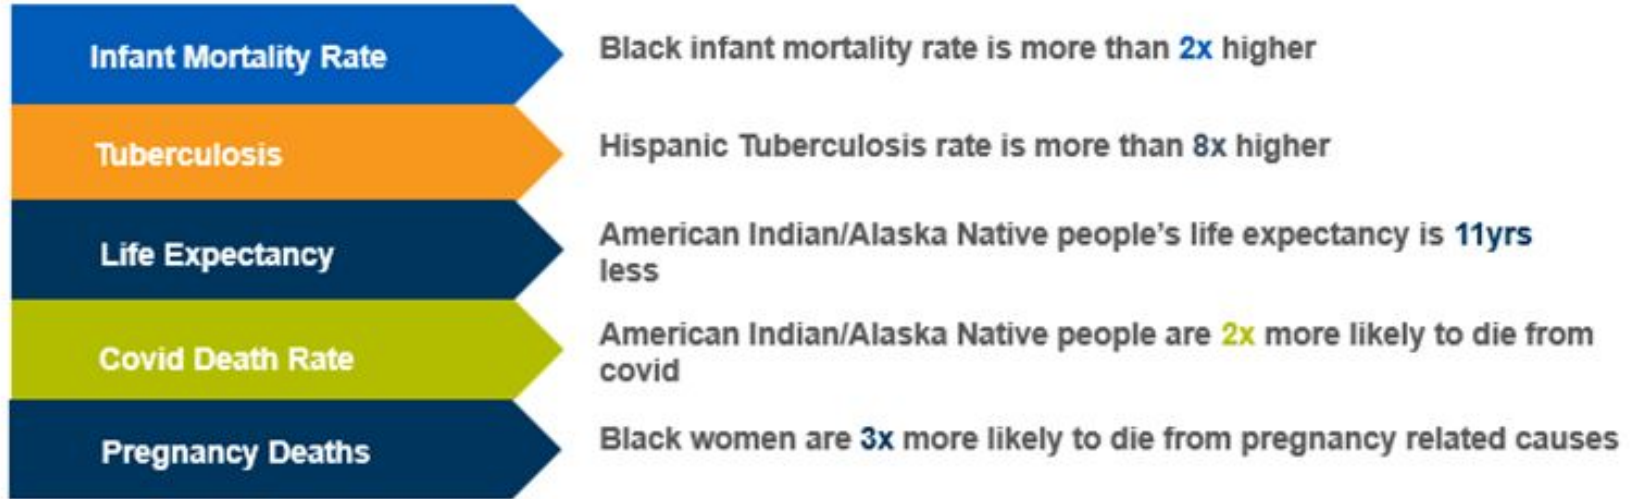 Infant Mortality Rate
Black infant mortality rate is more than 2x higher
Tuberculosis
Hispanic Tuberculosis rate is more than 8x higher
Life Expectancy
American Indian/Alaska Native people's life expectancy is 11yrs
less
Covid Death Rate
American Indian/Alaska Native people are 2x more likely to die from
covid
Pregnancy Deaths
Black women are 3x more likely to die from pregnancy related causes